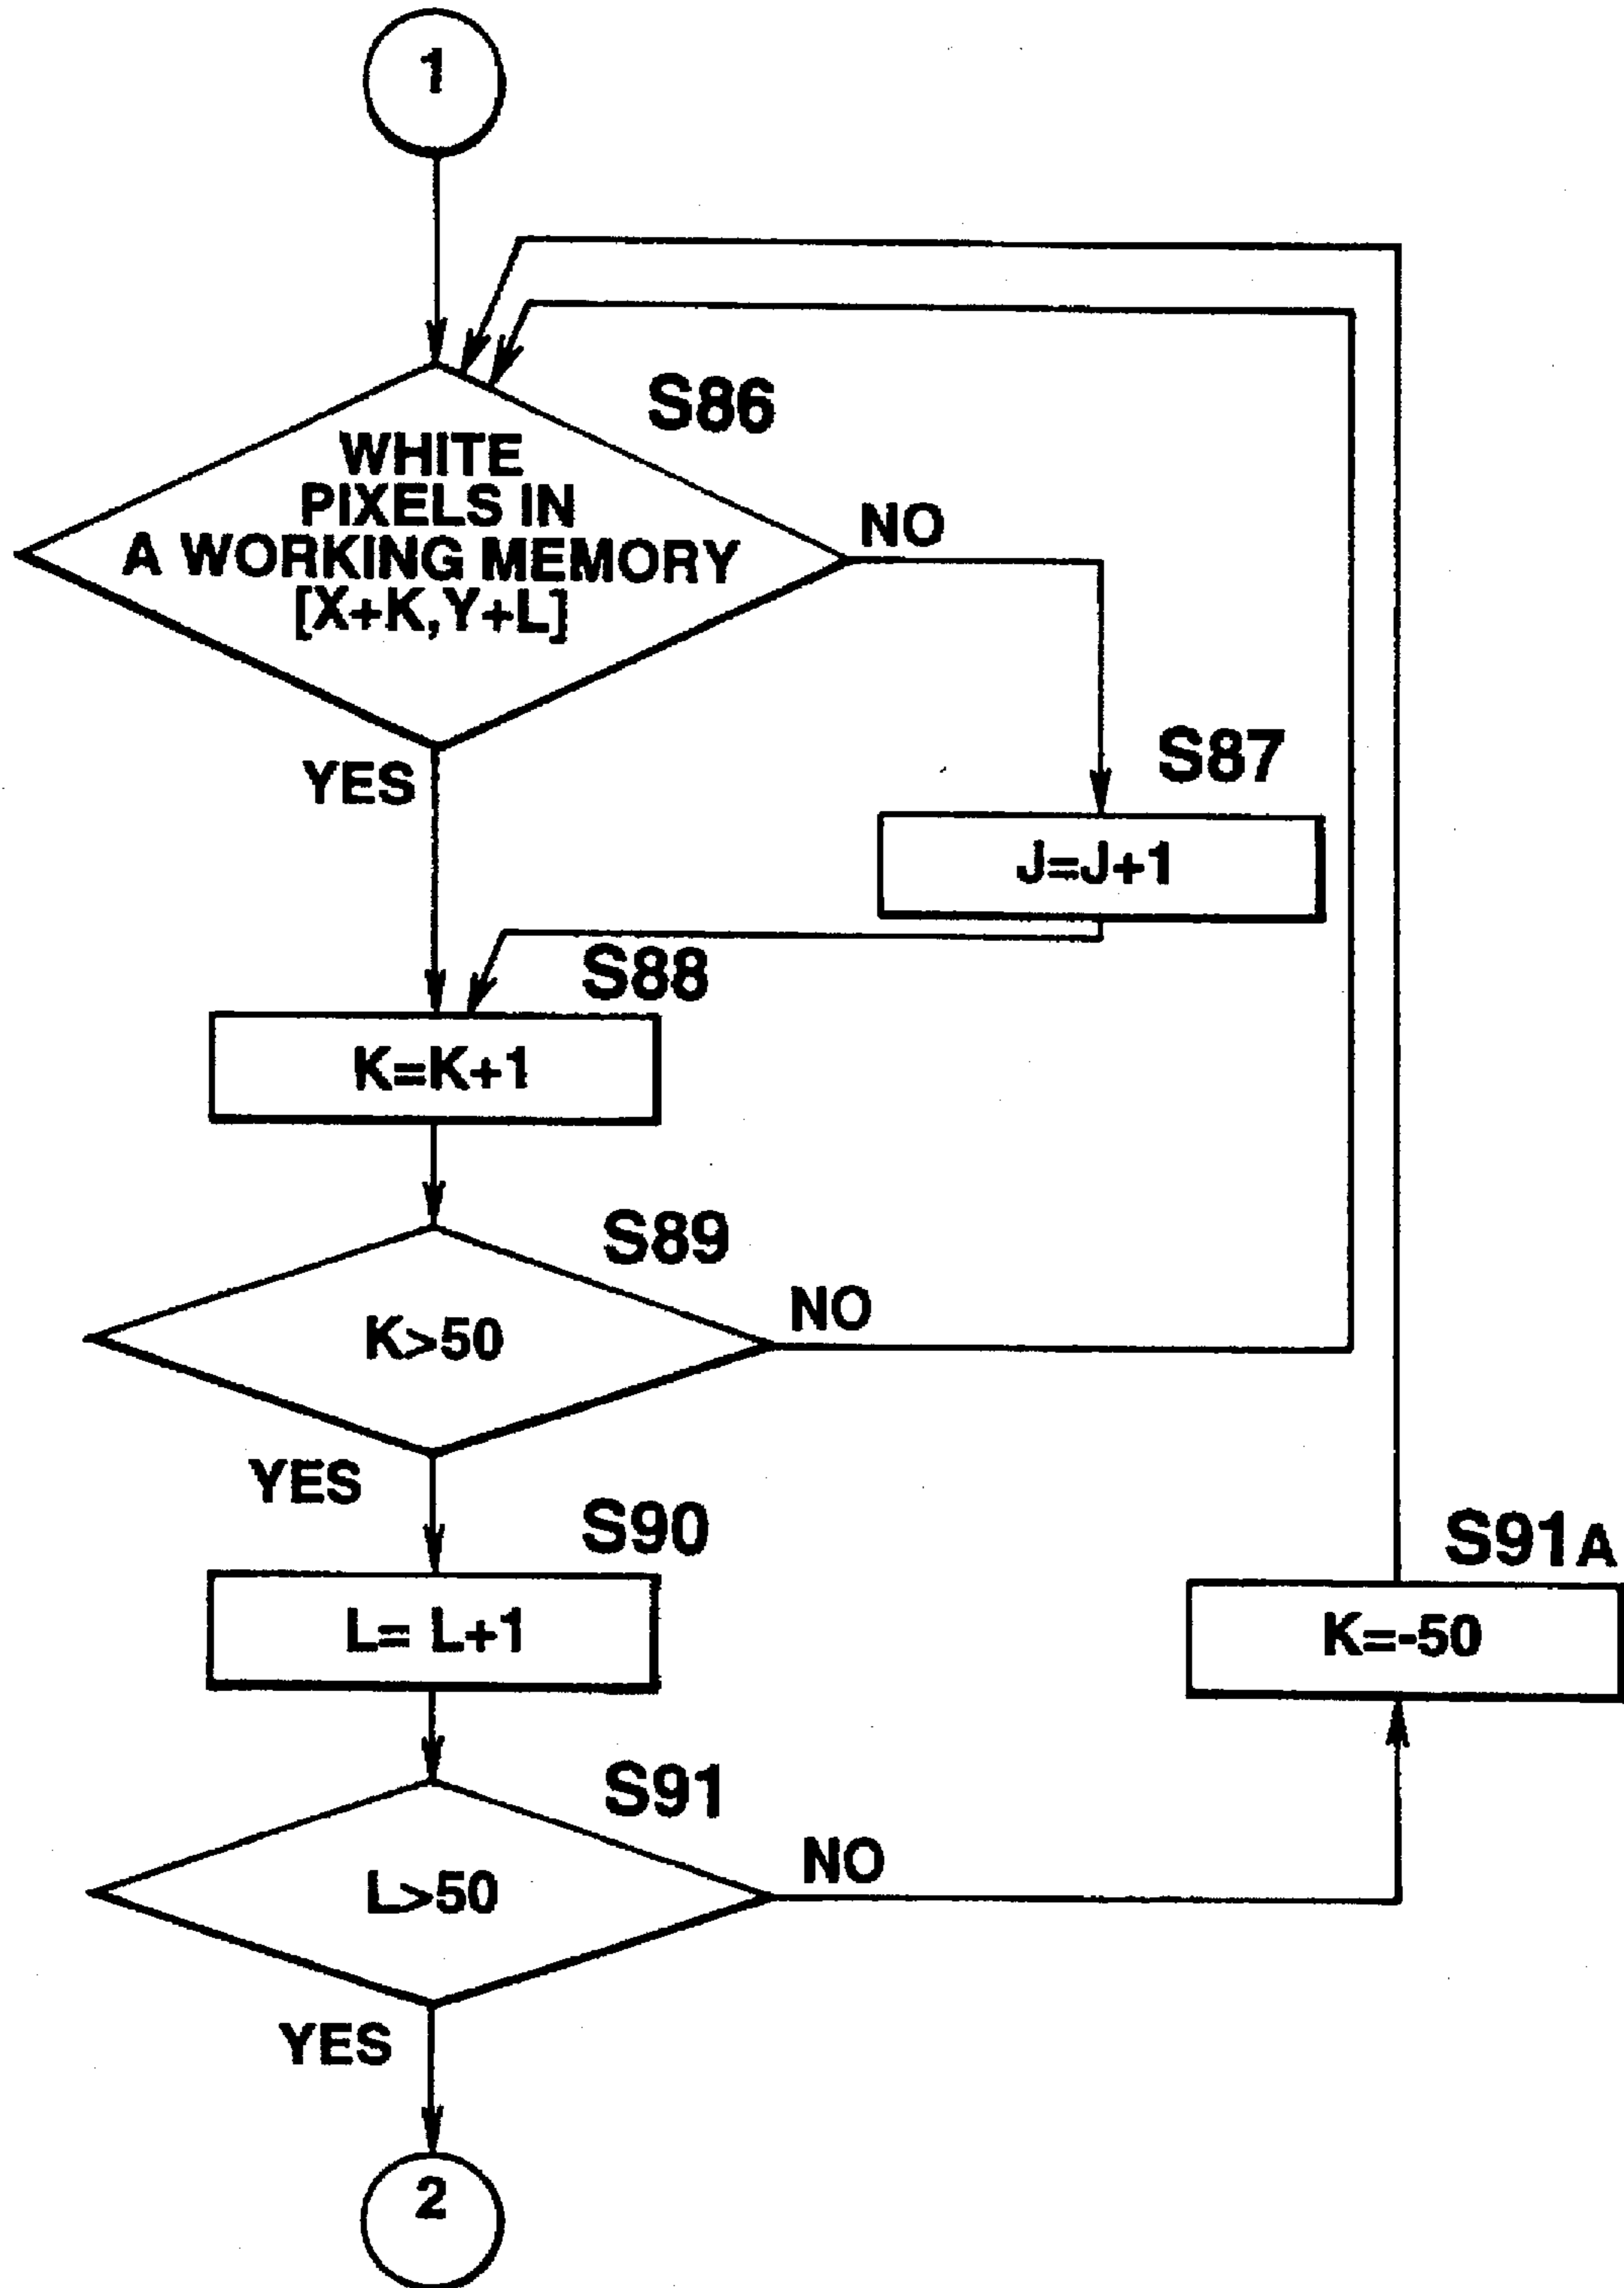 1
S86
WHITE
PIXELS IN
A WORKING MEMORY
[X+K,Y+L]
NO
YES
S87
J=J+1
S88
K=K+1
S89
K>50
NO
YES
S90
L= L+1
S91A
K=-50
S91
L>50
NO
YES
2